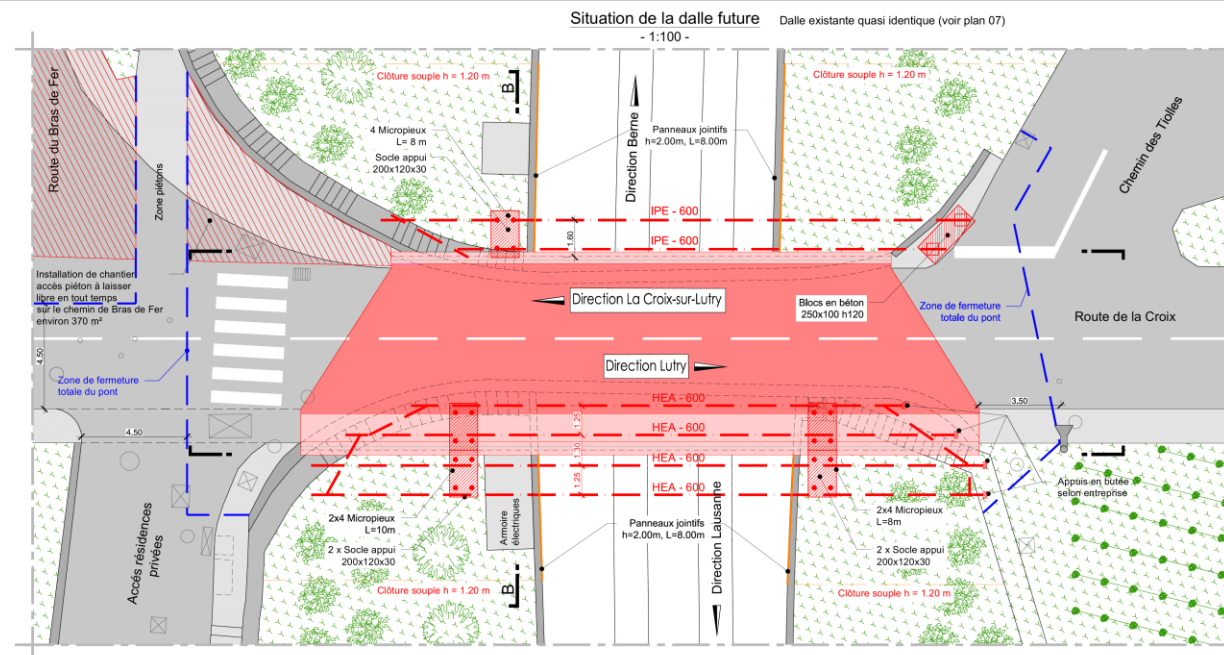 Situation de la dalle future
Dalle existante quasi identique (voir plan 07)
- 1:100 -
Route du Bras de Fer
Zone piétons
Clôture souple h = 1.20 m
B
4 Micropieux
L= 8 m
Socle appui
200x120x30
Direction Berne
Panneaux jointifs
h=2.00m, L=8.00m
Clôture souple h = 1.20 m
Chemin des Tiolles
IPE - 600
1.60
IPE - 600
Installation de chantier
accès piéton à laisser
libre en tout temps
sur le chemin de Bras de Fer
environ 370 m²
Direction La Croix-sur-Lutry
Blocs en béton
250x100 h120
Zone de fermeture
totale du pont
Route de la Croix
4.50
Zone de fermeture
totale du pont
Direction Lutry
HEA - 600
3.50
1.25
HEA - 600
4.50
1.30
HEA - 600
1.25
HEA - 600
Appuis en butée
selon entreprise
Accés résidences
privées
2x4 Micropieux
L=10m
2 x Socle appui
200x120x30
Armoire
électriques
Panneaux jointifs
h=2.00m, L=8.00m
Direction Lausanne
2x4 Micropieux
L=8m
2 x Socle appui
200x120x30
Clôture souple h = 1.20 m
B
Clôture souple h = 1.20 m